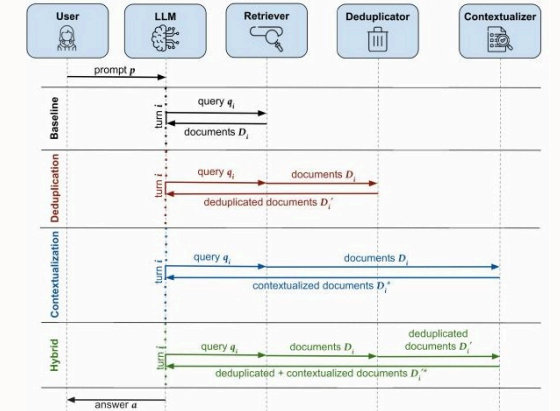 User
LLM
Retriever
Deduplicator
Contextualizer
prompt p
Baseline
turn i
query qᵢ
documents Dᵢ
Deduplication
turn i
query qᵢ
documents Dᵢ
deduplicated documents Dᵢ′
Contextualization
turn i
query qᵢ
documents Dᵢ
contextualized documents Dᵢ*
Hybrid
turn i
query qᵢ
documents Dᵢ
deduplicated
documents Dᵢ′
deduplicated + contextualized documents Dᵢ′*
answer a